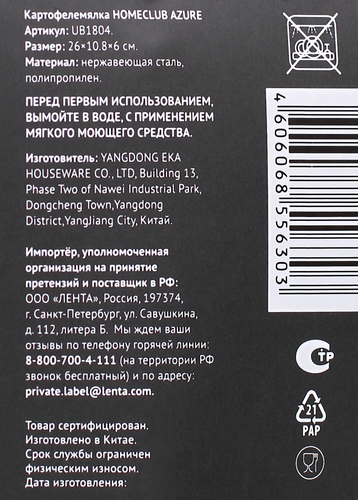 Картофелемялка HOMECLUB AZURE
Артикул: UB1804.
Размер: 26×10.8×6 см.
Материал: нержавеющая сталь,
полипропилен.
ПЕРЕД ПЕРВЫМ ИСПОЛЬЗОВАНИЕМ,
ВЫМОЙТЕ В ВОДЕ, С ПРИМЕНЕНИЕМ
МЯГКОГО МОЮЩЕГО СРЕДСТВА.
Изготовитель: YANGDONG EKA
HOUSEWARE CO., LTD, Building 13,
Phase Two of Nawei Industrial Park,
Dongcheng Town,Yangdong
District,YangJiang City, Китай.
Импортёр, уполномоченная
организация на принятие
претензий и поставщик в РФ:
ООО «ЛЕНТА», Россия, 197374,
г. Санкт-Петербург, ул. Савушкина,
д. 112, литера Б. Мы ждем ваши
отзывы по телефону горячей линии:
8-800-700-4-111 (на территории РФ
звонок бесплатный) и по адресу:
private.label@lenta.com.
Товар сертифицирован.
Изготовлено в Китае.
Срок службы ограничен
физическим износом.
Дата изготовления:
4 606068 556303
СТР
21
PAP